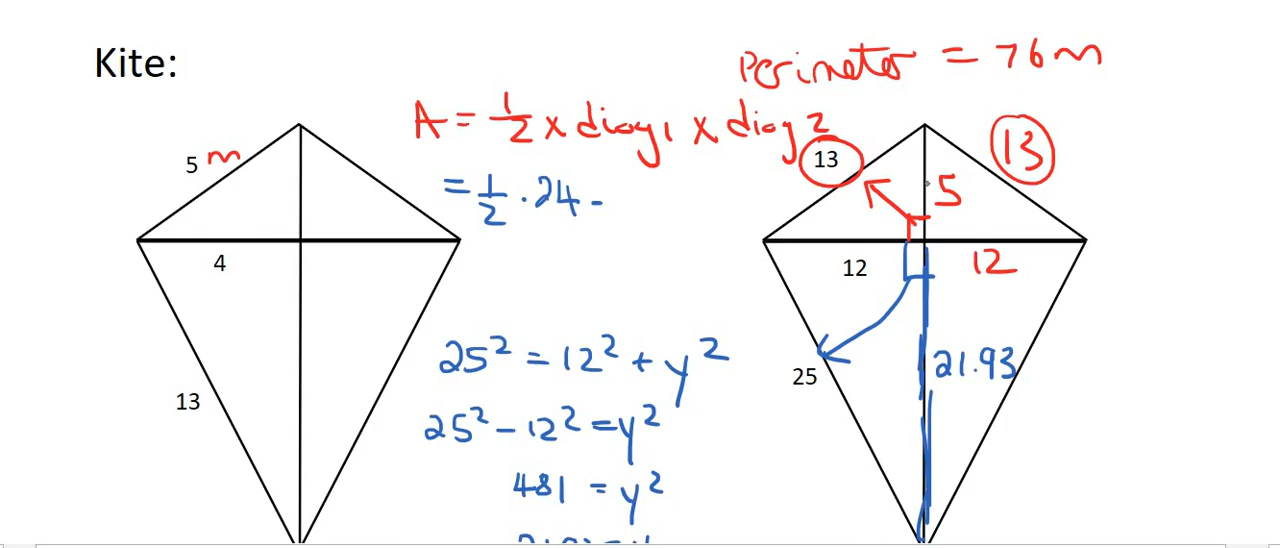 Kite:
Perimeter = 76m
A = 1/2 x diag1 x diag2
5 m
13
13
= 1/2 · 24 -
5
4
12
12
25² = 12² + y²
21.93
25
13
25² - 12² = y²
481 = y²